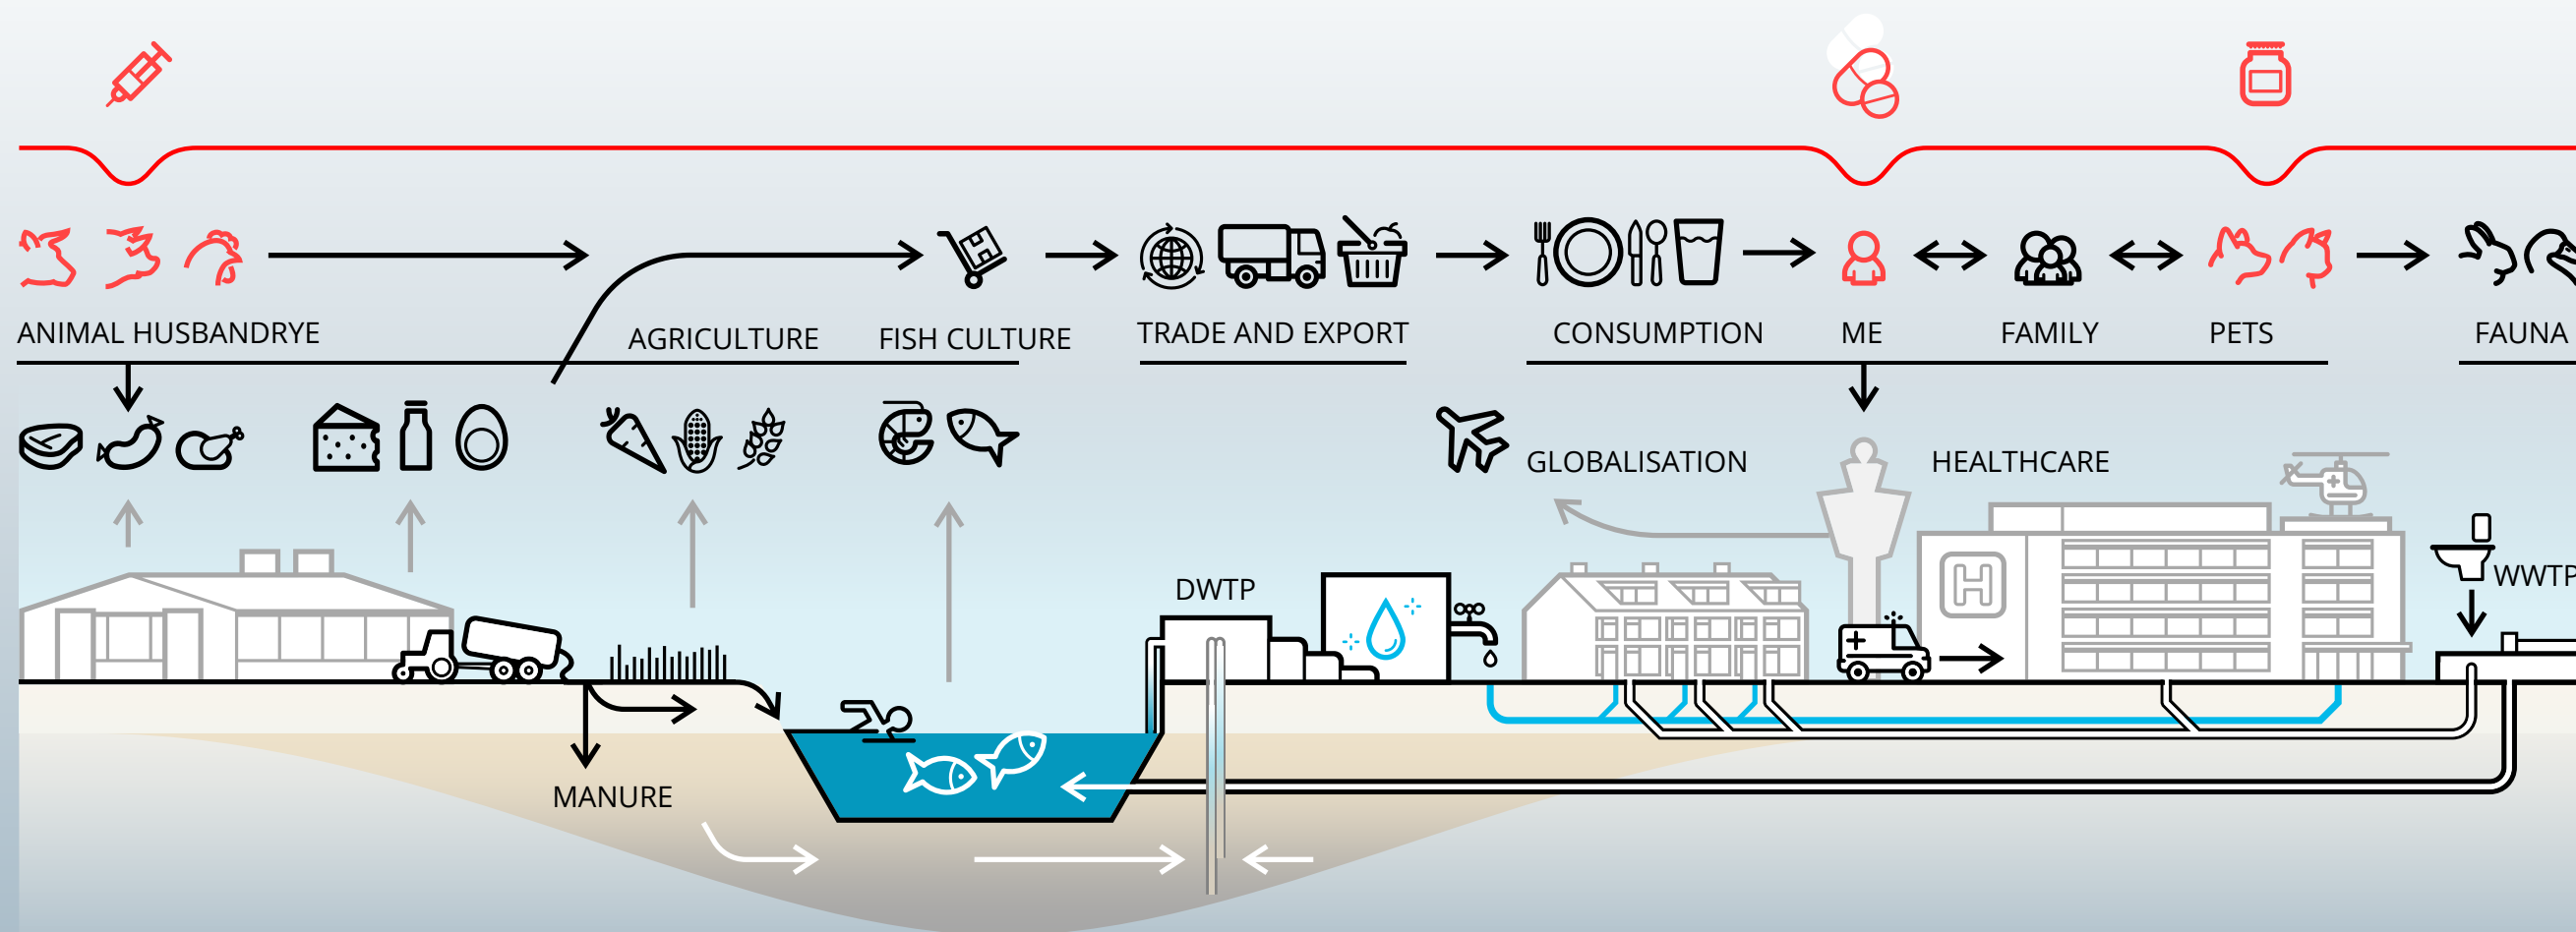 ANIMAL HUSBANDRYE
AGRICULTURE
FISH CULTURE
TRADE AND EXPORT
CONSUMPTION
ME
FAMILY
PETS
FAUNA
GLOBALISATION
HEALTHCARE
H
DWTP
WWTP
MANURE